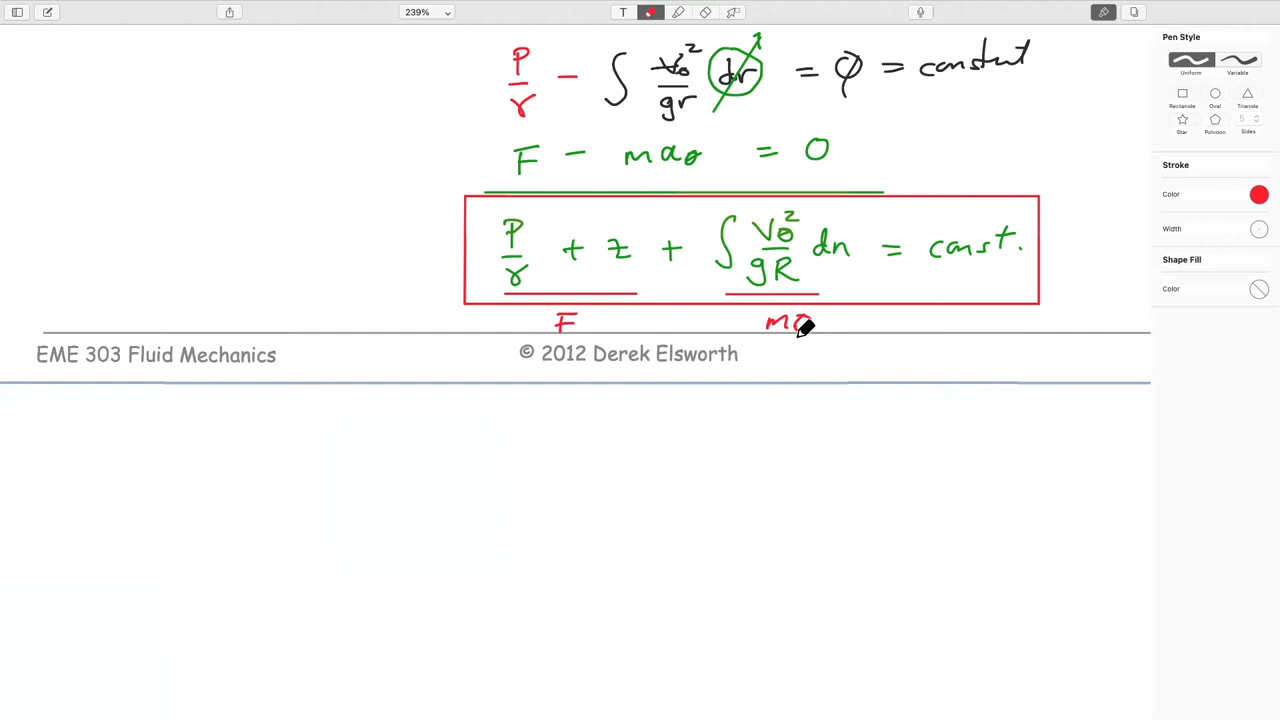 239%
T
Pen Style
Uniform Variable
Rectangle Oval Triangle
Star Polygon 5 Sides
Stroke
Color
Width
Shape Fill
Color
P/γ - ∫ Vθ²/gr dr = φ = constant
F - maθ = 0
P/γ + z + ∫ Vθ²/gR dn = const.
F ma
EME 303 Fluid Mechanics © 2012 Derek Elsworth